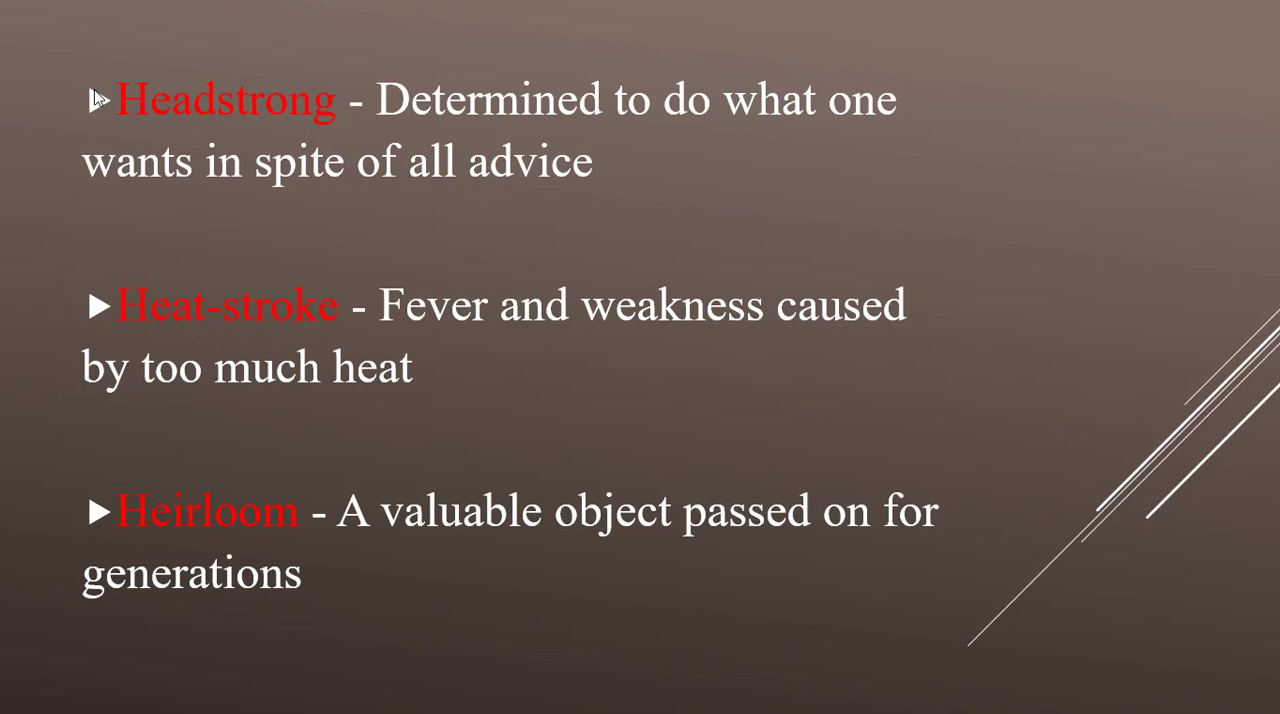 Headstrong - Determined to do what one
wants in spite of all advice
Heat-stroke - Fever and weakness caused
by too much heat
Heirloom - A valuable object passed on for
generations